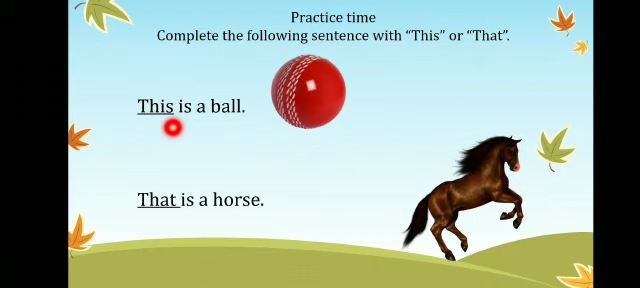 Practice time
Complete the following sentence with “This” or “That”.
This is a ball.
That is a horse.